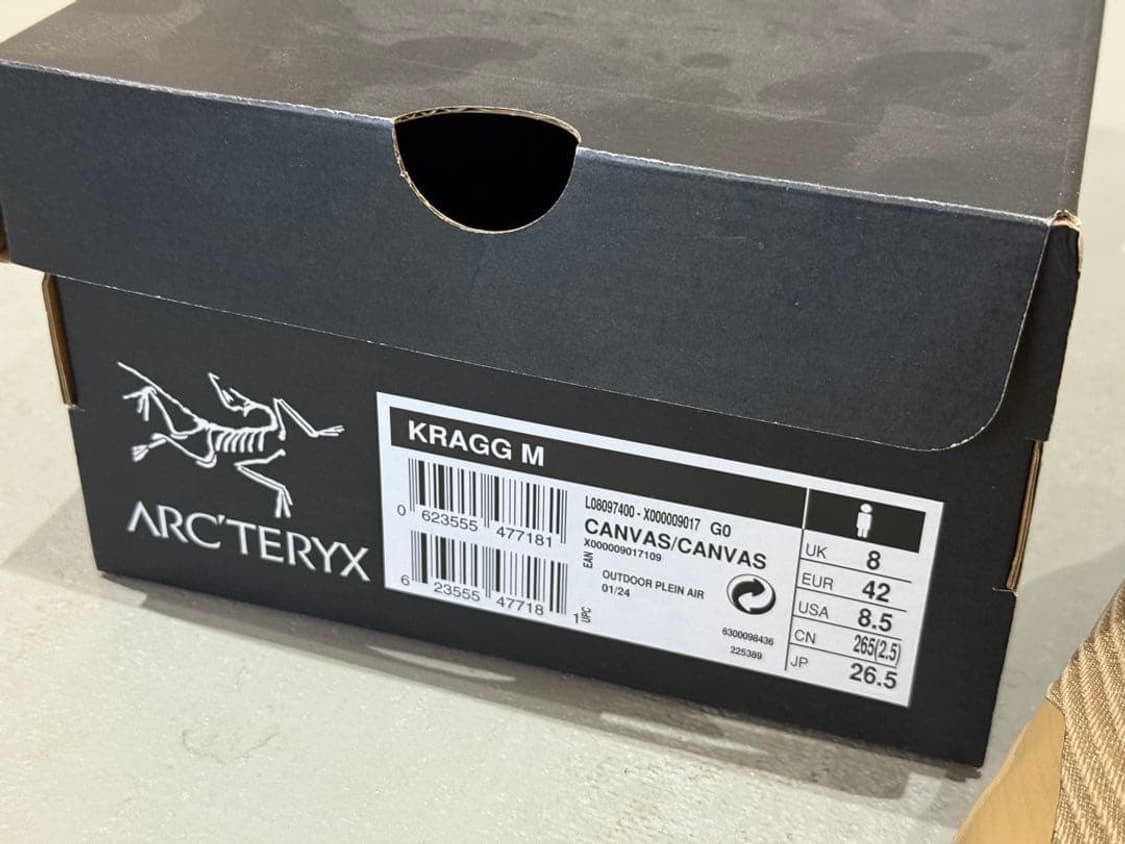 ARC'TERYX
KRAGG M
0 623555 477181
EAN
6 23555 47718 1
UPC
L08097400 - X000009017 G0
CANVAS/CANVAS
X000009017109
OUTDOOR PLEIN AIR
01/24
6300098436
225389
UK 8
EUR 42
USA 8.5
CN 265(2.5)
JP 26.5